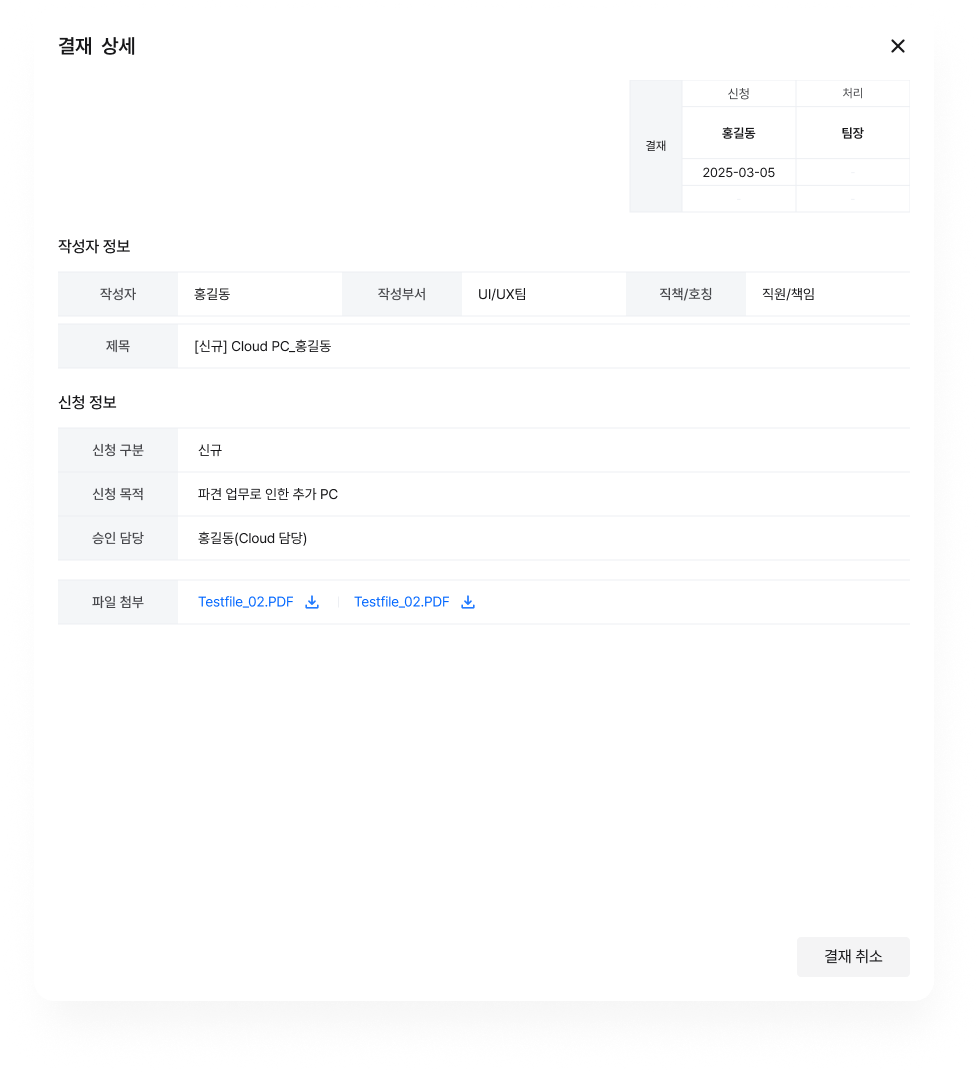 결재 상세
신청 처리
홍길동 팀장
결재
2025-03-05 -
- -
작성자 정보
작성자 홍길동 작성부서 UI/UX팀 직책/호칭 직원/책임
제목 [신규] Cloud PC_홍길동
신청 정보
신청 구분 신규
신청 목적 파견 업무로 인한 추가 PC
승인 담당 홍길동(Cloud 담당)
파일 첨부 Testfile_02.PDF Testfile_02.PDF
결재 취소